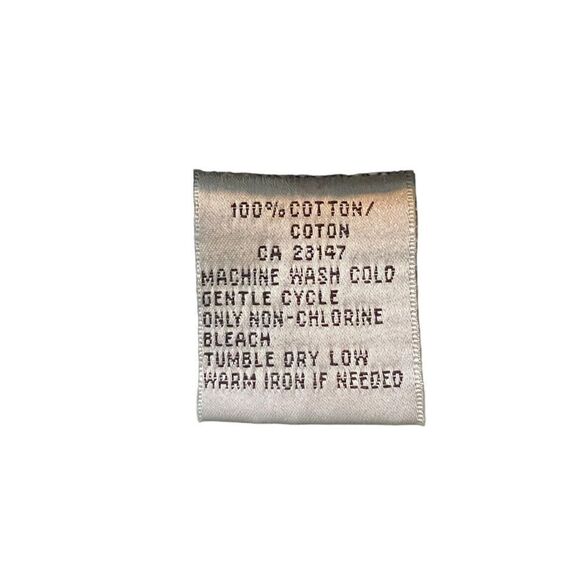 100% COTTON/
COTON
CA 23147
MACHINE WASH COLD
GENTLE CYCLE
ONLY NON-CHLORINE
BLEACH
TUMBLE DRY LOW
WARM IRON IF NEEDED